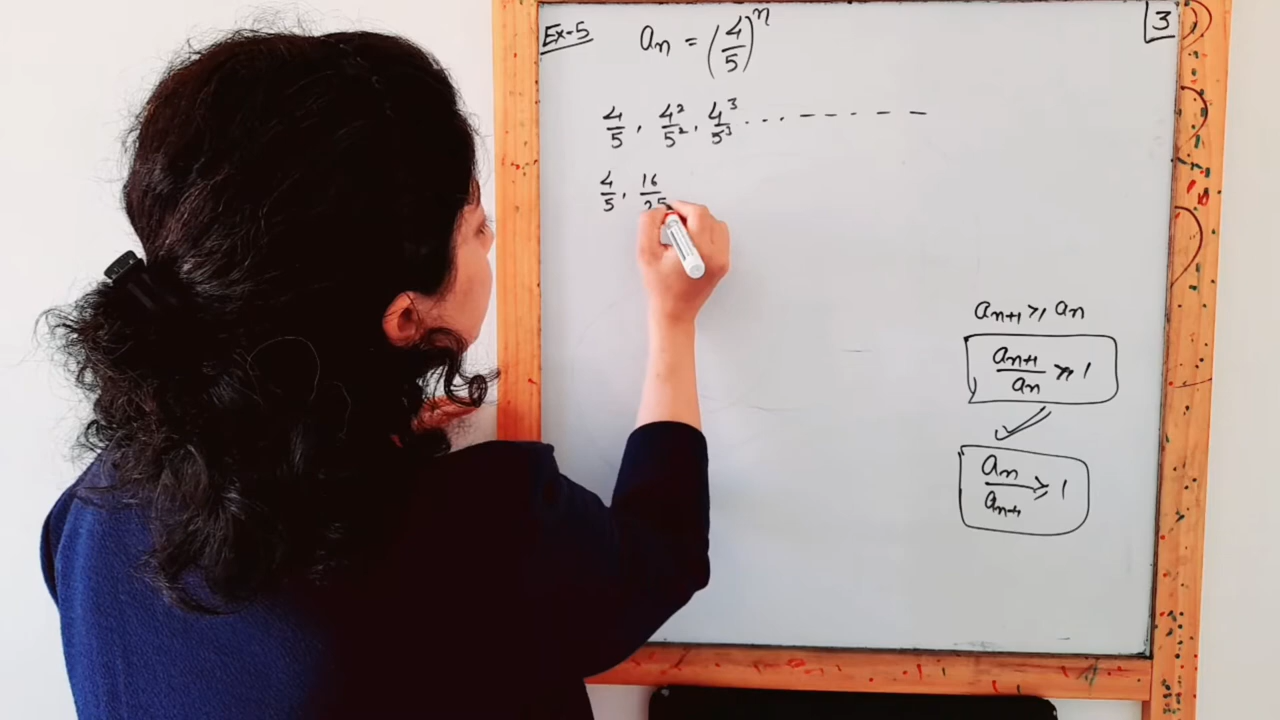 Ex-5 aₙ = (4/5)ⁿ 3
4/5, 4²/5², 4³/5³ ... - - - - - -
4/5, 16/25
aₙ₊₁ ≥ aₙ
aₙ₊₁/aₙ ≥ 1
aₙ/aₙ₊₁ ≥ 1